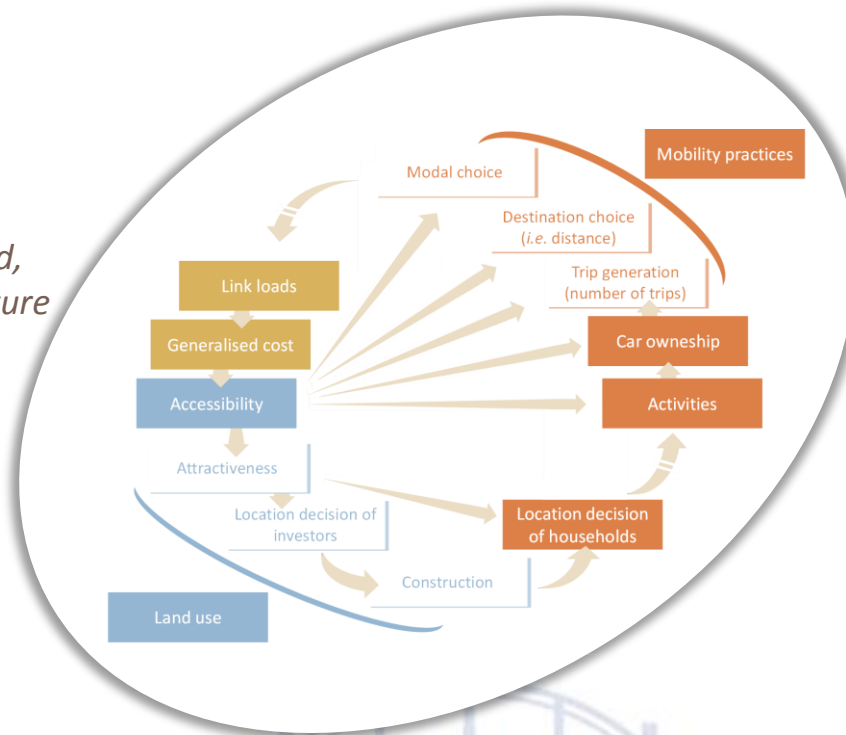 Mobility practices
Modal choice
Destination choice
(i.e. distance)
d,
ure
Trip generation
(number of trips)
Link loads
Generalised cost
Car owneship
Accessibility
Activities
Attractiveness
Location decision of
investors
Location decision
of households
Construction
Land use